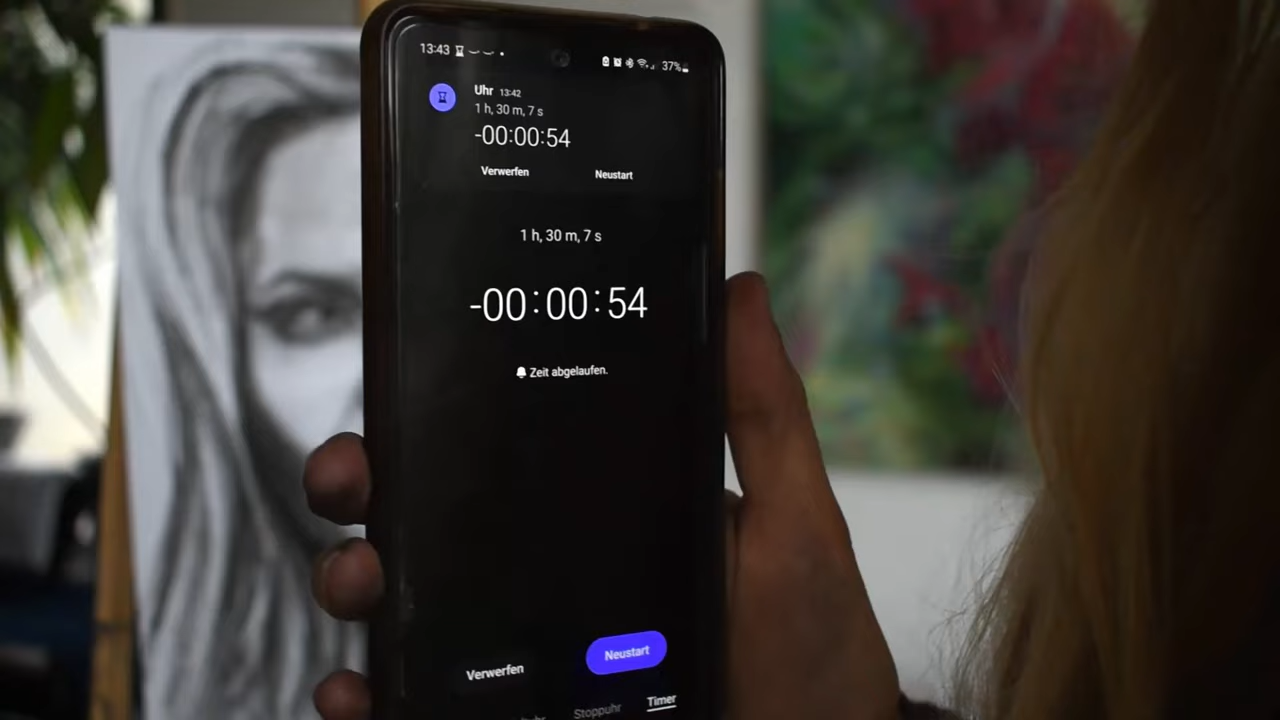 13:43
37%
Uhr 13:42
1 h, 30 m, 7 s
-00:00:54
Verwerfen Neustart
1 h, 30 m, 7 s
-00:00:54
Zeit abgelaufen.
Verwerfen Neustart
Stoppuhr Timer